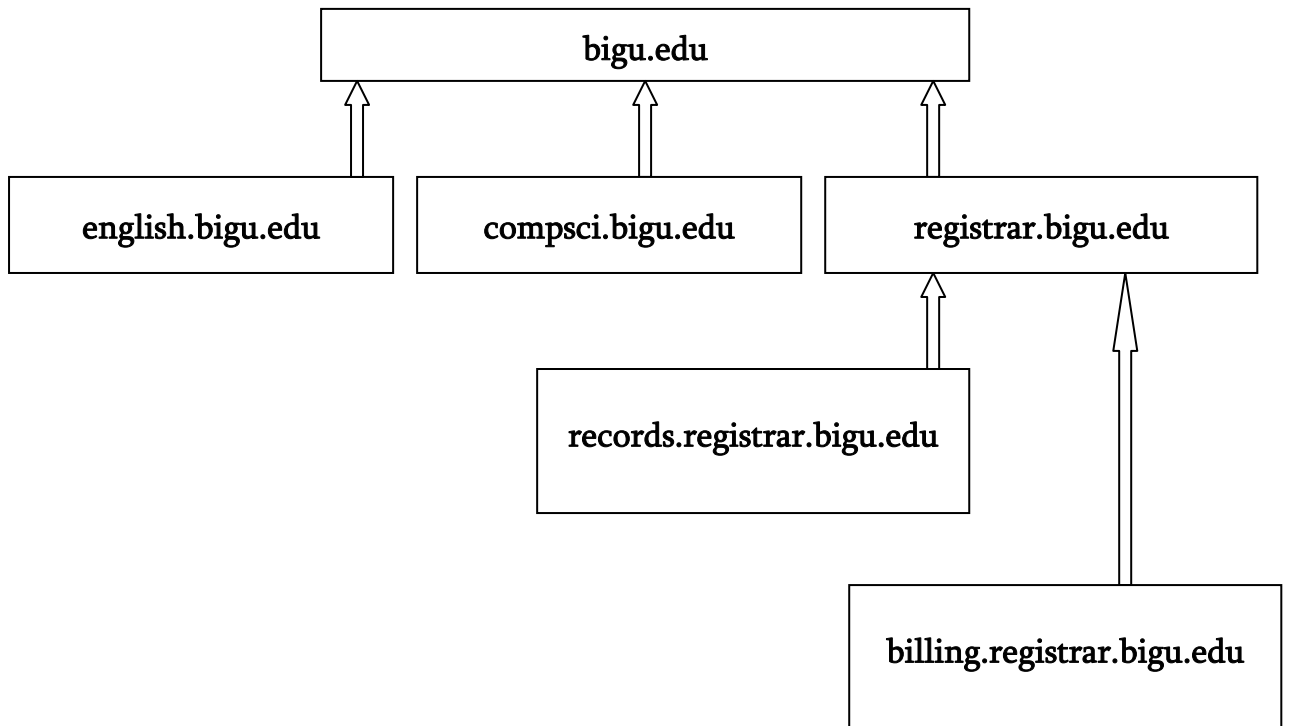 bigu.edu
english.bigu.edu
compsci.bigu.edu
registrar.bigu.edu
records.registrar.bigu.edu
billing.registrar.bigu.edu